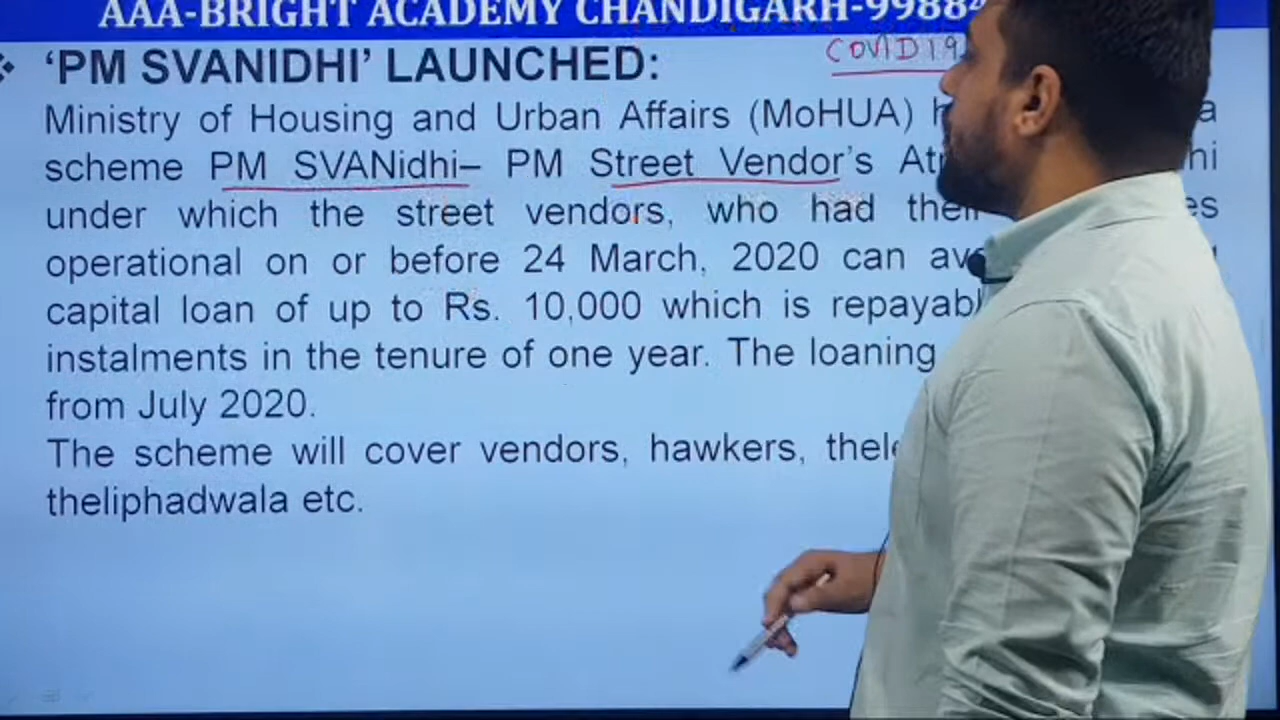 AAA-BRIGHT ACADEMY CHANDIGARH-9988
COVID19
'PM SVANIDHI' LAUNCHED:
Ministry of Housing and Urban Affairs (MoHUA) a
scheme PM SVANidhi– PM Street Vendor's
under which the street vendors, who had their
operational on or before 24 March, 2020 can
capital loan of up to Rs. 10,000 which is
instalments in the tenure of one year. The loaning
from July 2020.
The scheme will cover vendors, hawkers,
theliphadwala etc.